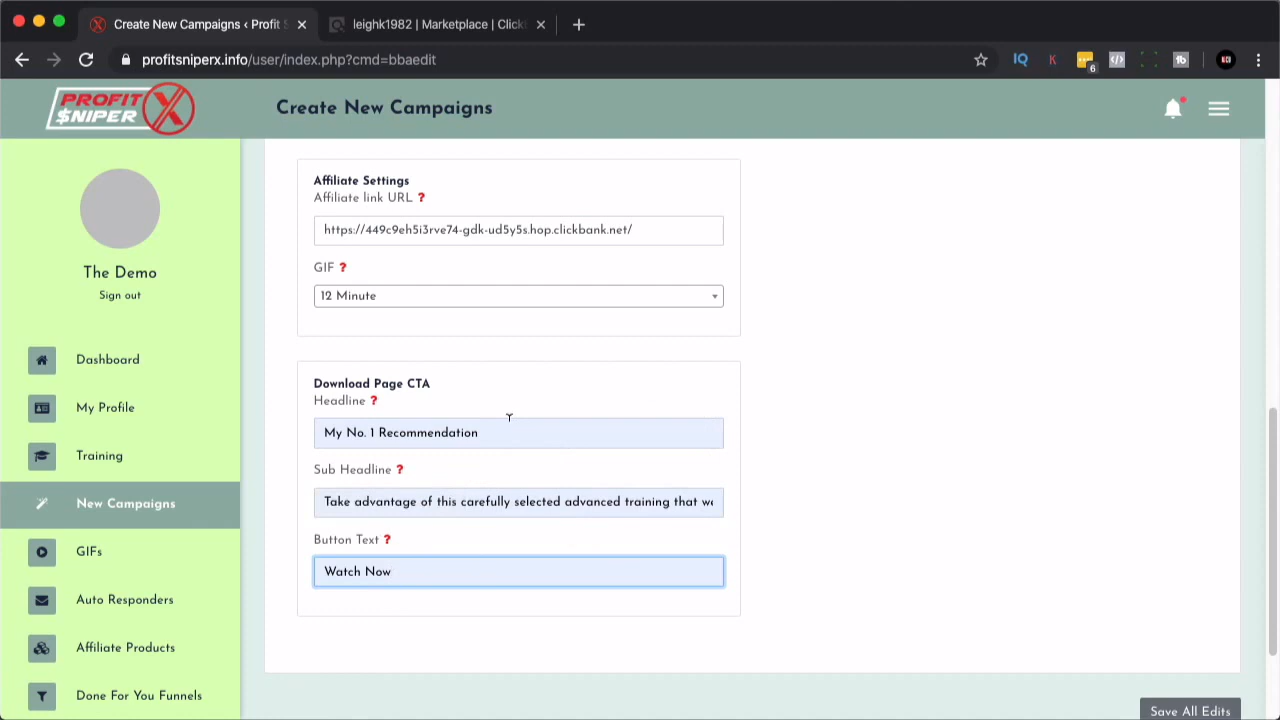 Create New Campaigns ‹ Profit S
leighk1982 | Marketplace | Click
profitsniperx.info/user/index.php?cmd=bbaedit
IQ
K
6
tb
PROFIT
$NIPER X
Create New Campaigns
The Demo
Sign out
Dashboard
My Profile
Training
New Campaigns
GIFs
Auto Responders
Affiliate Products
Done For You Funnels
Affiliate Settings
Affiliate link URL ?
https://449c9eh5i3rve74-gdk-ud5y5s.hop.clickbank.net/
GIF ?
12 Minute
Download Page CTA
Headline ?
My No. 1 Recommendation
Sub Headline ?
Take advantage of this carefully selected advanced training that we
Button Text ?
Watch Now
Save All Edits